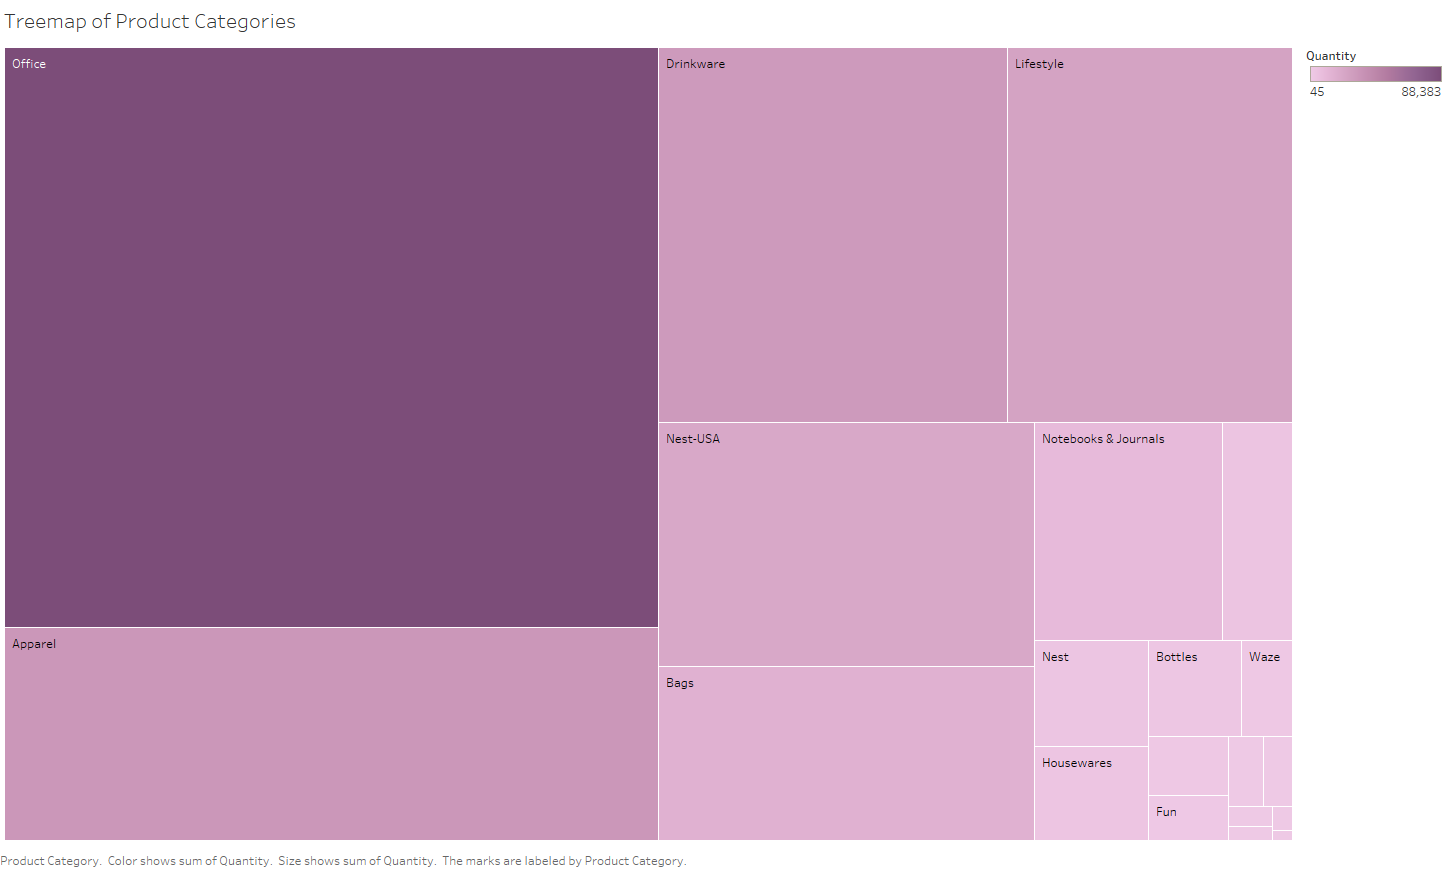 Treemap of Product Categories
Office
Drinkware
Lifestyle
Quantity
45
88,383
Nest-USA
Notebooks & Journals
Apparel
Nest
Bottles
Waze
Bags
Housewares
Fun
Product Category. Color shows sum of Quantity. Size shows sum of Quantity. The marks are labeled by Product Category.